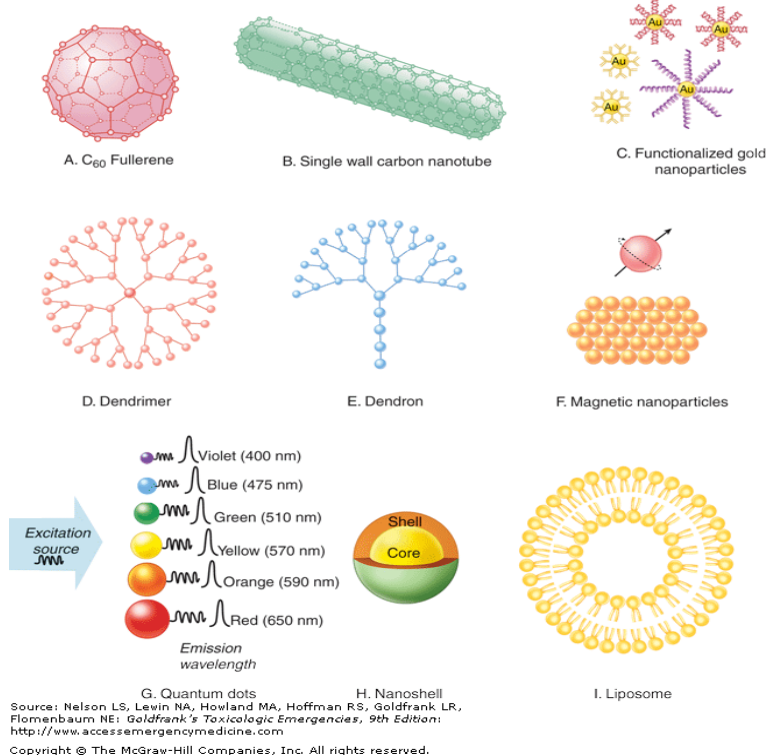 Au
Au
Au
Au
Au
A. C60 Fullerene
B. Single wall carbon nanotube
C. Functionalized gold
nanoparticles
D. Dendrimer
E. Dendron
F. Magnetic nanoparticles
Excitation
source
Violet (400 nm)
Blue (475 nm)
Green (510 nm)
Yellow (570 nm)
Orange (590 nm)
Red (650 nm)
Emission
wavelength
Shell
Core
G. Quantum dots
H. Nanoshell
I. Liposome
Source: Nelson LS, Lewin NA, Howland MA, Hoffman RS, Goldfrank LR,
Flomenbaum NE: Goldfrank's Toxicologic Emergencies, 9th Edition:
http://www.accessemergencymedicine.com
Copyright © The McGraw-Hill Companies, Inc. All rights reserved.